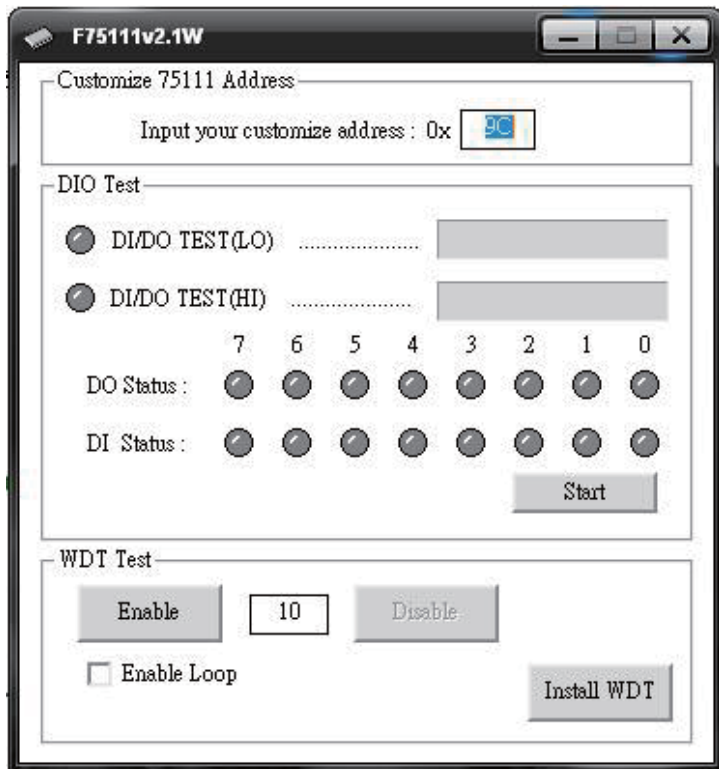 F75111v2.1W
Customize 75111 Address
Input your customize address : 0x 9C
DIO Test
DI/DO TEST(LO) .....................
DI/DO TEST(HI) .....................
7 6 5 4 3 2 1 0
DO Status :
DI Status :
Start
WDT Test
Enable 10 Disable
Enable Loop
Install WDT